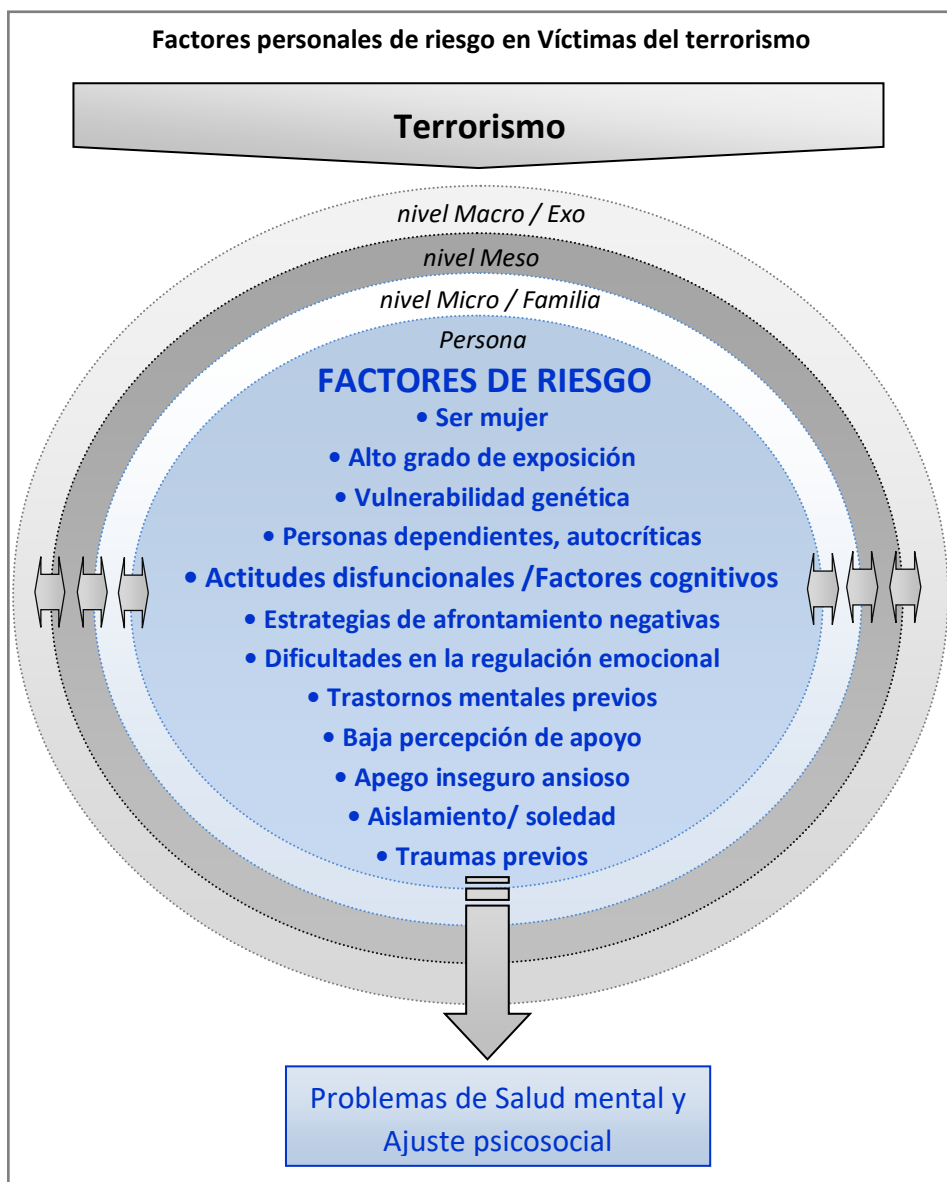 Factores personales de riesgo en Víctimas del terrorismo
Terrorismo
nivel Macro / Exo
nivel Meso
nivel Micro / Familia
Persona
FACTORES DE RIESGO
• Ser mujer
• Alto grado de exposición
• Vulnerabilidad genética
• Personas dependientes, autocríticas
• Actitudes disfuncionales /Factores cognitivos
• Estrategias de afrontamiento negativas
• Dificultades en la regulación emocional
• Trastornos mentales previos
• Baja percepción de apoyo
• Apego inseguro ansioso
• Aislamiento/ soledad
• Traumas previos
Problemas de Salud mental y
Ajuste psicosocial